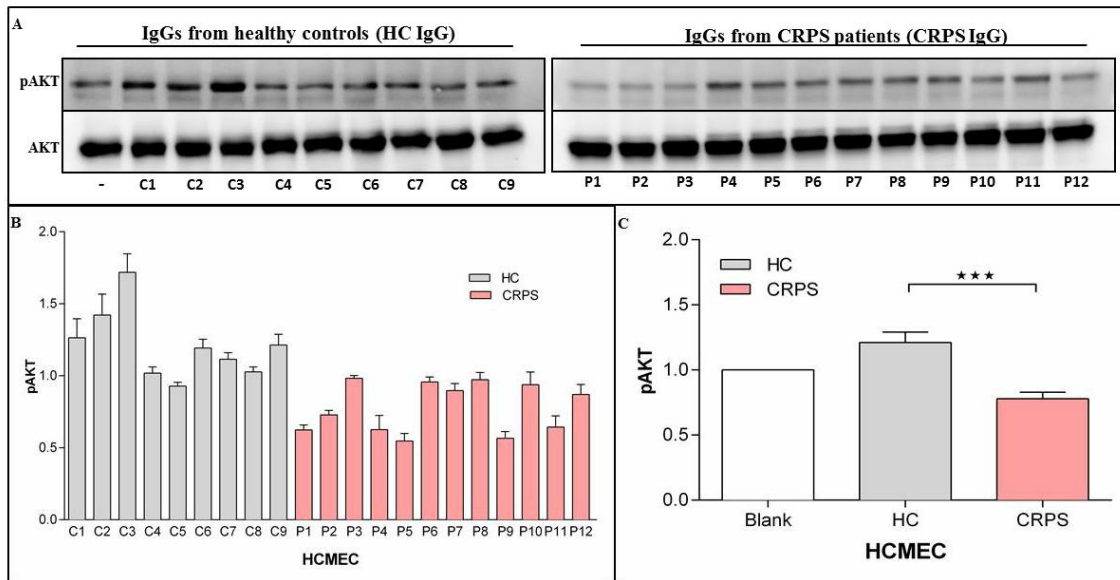 A
IgGs from healthy controls (HC IgG)
IgGs from CRPS patients (CRPS IgG)
pAKT
AKT
- C1 C2 C3 C4 C5 C6 C7 C8 C9
P1 P2 P3 P4 P5 P6 P7 P8 P9 P10 P11 P12
B
2.0
1.5
1.0
0.5
0.0
pAKT
HC
CRPS
C1 C2 C3 C4 C5 C6 C7 C8 C9 P1 P2 P3 P4 P5 P6 P7 P8 P9 P10 P11 P12
HCMEC
C
2.0
1.5
1.0
0.5
0.0
pAKT
HC
CRPS
★★★
Blank HC CRPS
HCMEC